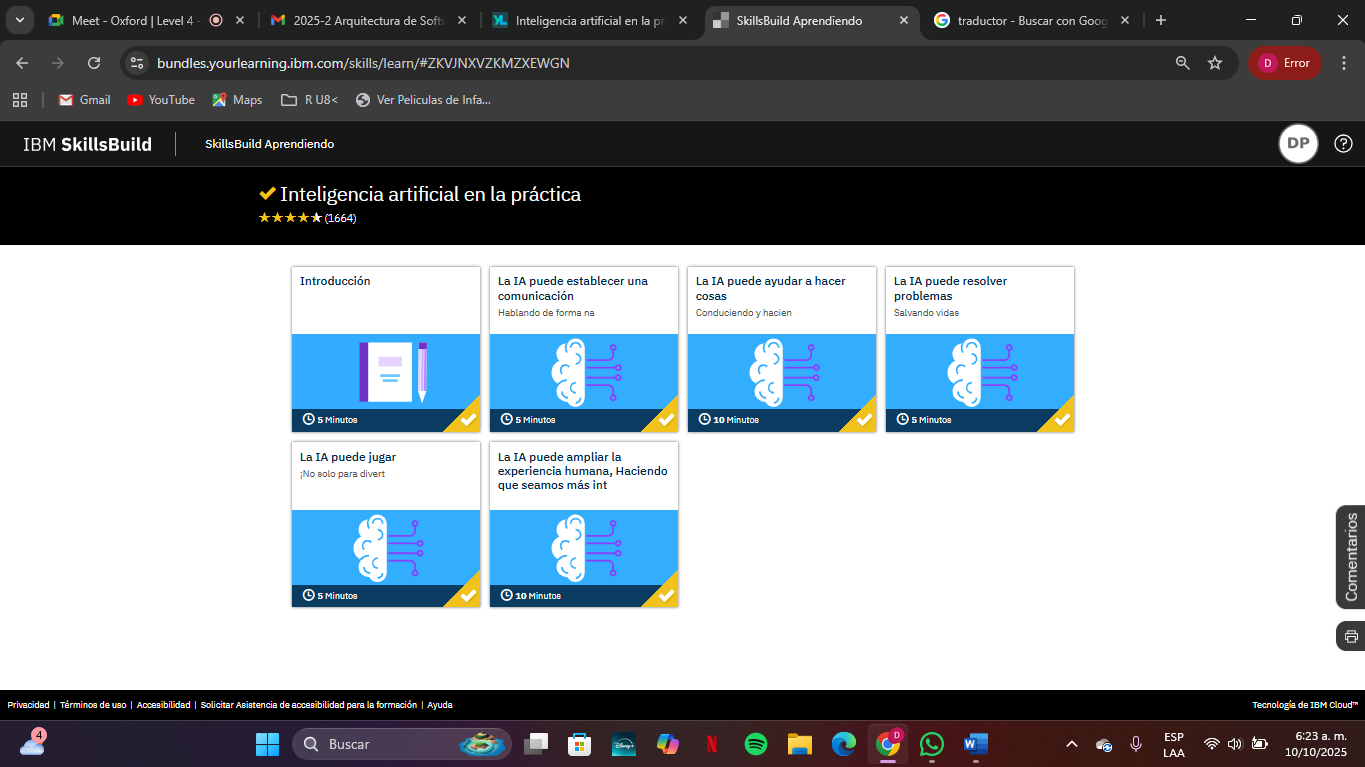 Meet - Oxford | Level 4 -
2025-2 Arquitectura de Softw
Inteligencia artificial en la pr
SkillsBuild Aprendiendo
traductor - Buscar con Goog
bundles.yourlearning.ibm.com/skills/learn/#ZKVJNXVZKMZXEWGN
D Error
Gmail
YouTube
Maps
R U8<
Ver Peliculas de Infa...
IBM SkillsBuild
SkillsBuild Aprendiendo
DP
Inteligencia artificial en la práctica
(1664)
Introducción
5 Minutos
La IA puede establecer una
comunicación
Hablando de forma na
5 Minutos
La IA puede ayudar a hacer
cosas
Conduciendo y hacien
10 Minutos
La IA puede resolver
problemas
Salvando vidas
5 Minutos
La IA puede jugar
¡No solo para divert
5 Minutos
La IA puede ampliar la
experiencia humana, Haciendo
que seamos más int
10 Minutos
Comentarios
Privacidad | Términos de uso | Accesibilidad | Solicitar Asistencia de accesibilidad para la formación | Ayuda
Tecnología de IBM Cloud™
4
Buscar
Disney+
N
D
W
ESP
LAA
6:23 a. m.
10/10/2025